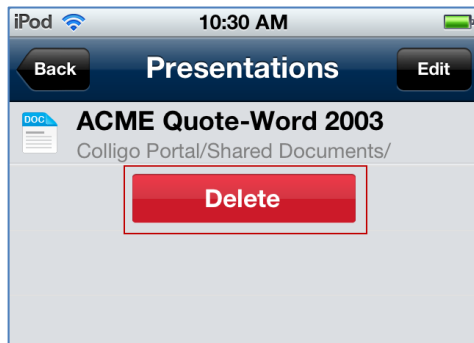 iPod 10:30 AM
Back Presentations Edit
DOC ACME Quote-Word 2003
Colligo Portal/Shared Documents/
Delete